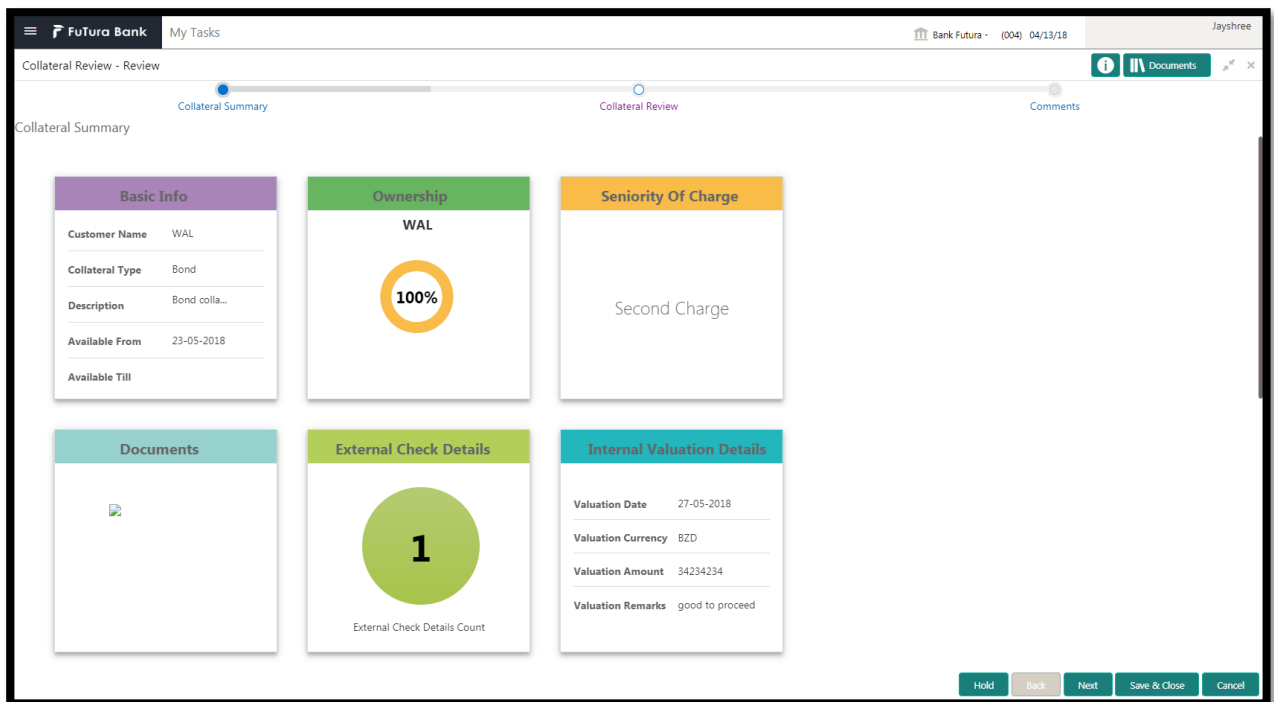 FuTura Bank My Tasks Bank Futura - (004) 04/13/18 Jayshree
Collateral Review - Review i Documents
Collateral Summary Collateral Review Comments
Collateral Summary
Basic Info
Customer Name WAL
Collateral Type Bond
Description Bond colla...
Available From 23-05-2018
Available Till
Ownership
WAL
100%
Seniority Of Charge
Second Charge
Documents
External Check Details
1
External Check Details Count
Internal Valuation Details
Valuation Date 27-05-2018
Valuation Currency BZD
Valuation Amount 34234234
Valuation Remarks good to proceed
Hold Back Next Save & Close Cancel